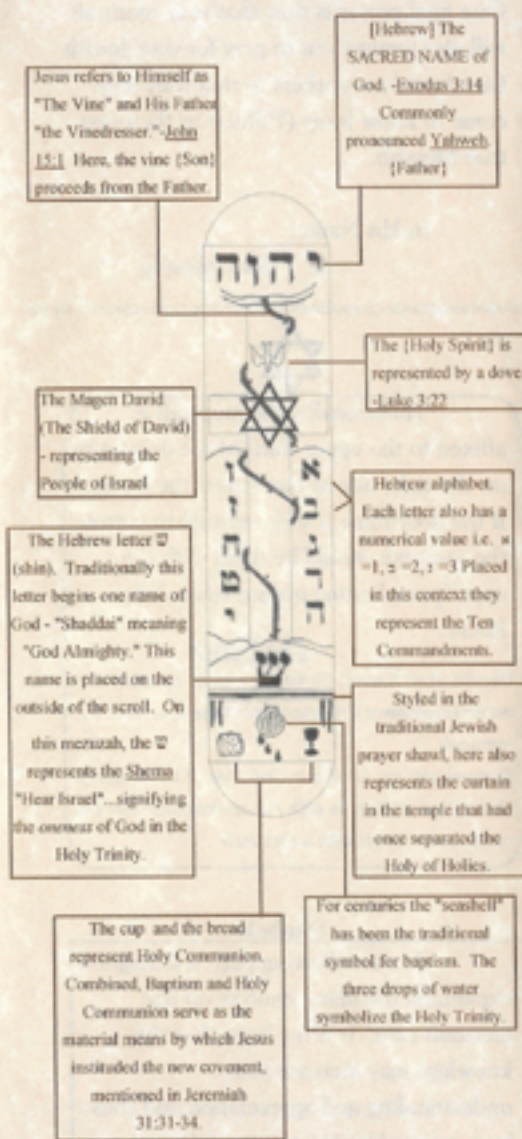 [Hebrew] The
SACRED NAME of
God. -Exodus 3:14
Commonly
pronounced Yahweh.
{Father}
Jesus refers to Himself as
"The Vine" and His Father
"the Vinedresser."-John
15:1 Here, the vine {Son}
proceeds from the Father.
יהוה
The {Holy Spirit} is
represented by a dove
-Luke 3:22
The Magen David
(The Shield of David)
- representing the
People of Israel
Hebrew alphabet.
Each letter also has a
numerical value i.e. א
=1, ב =2, ג =3 Placed
in this context they
represent the Ten
Commandments.
The Hebrew letter ש
(shin). Traditionally this
letter begins one name of
God - "Shaddai" meaning
"God Almighty." This
name is placed on the
outside of the scroll. On
this mezuzah, the ש
represents the Shema
"Hear Israel"...signifying
the oneness of God in the
Holy Trinity.
ש
Styled in the
traditional Jewish
prayer shawl, here also
represents the curtain
in the temple that had
once separated the
Holy of Holies.
For centuries the "seashell"
has been the traditional
symbol for baptism. The
three drops of water
symbolize the Holy Trinity.
The cup and the bread
represent Holy Communion.
Combined, Baptism and Holy
Communion serve as the
material means by which Jesus
instituded the new covenent,
mentioned in Jeremiah
31:31-34.